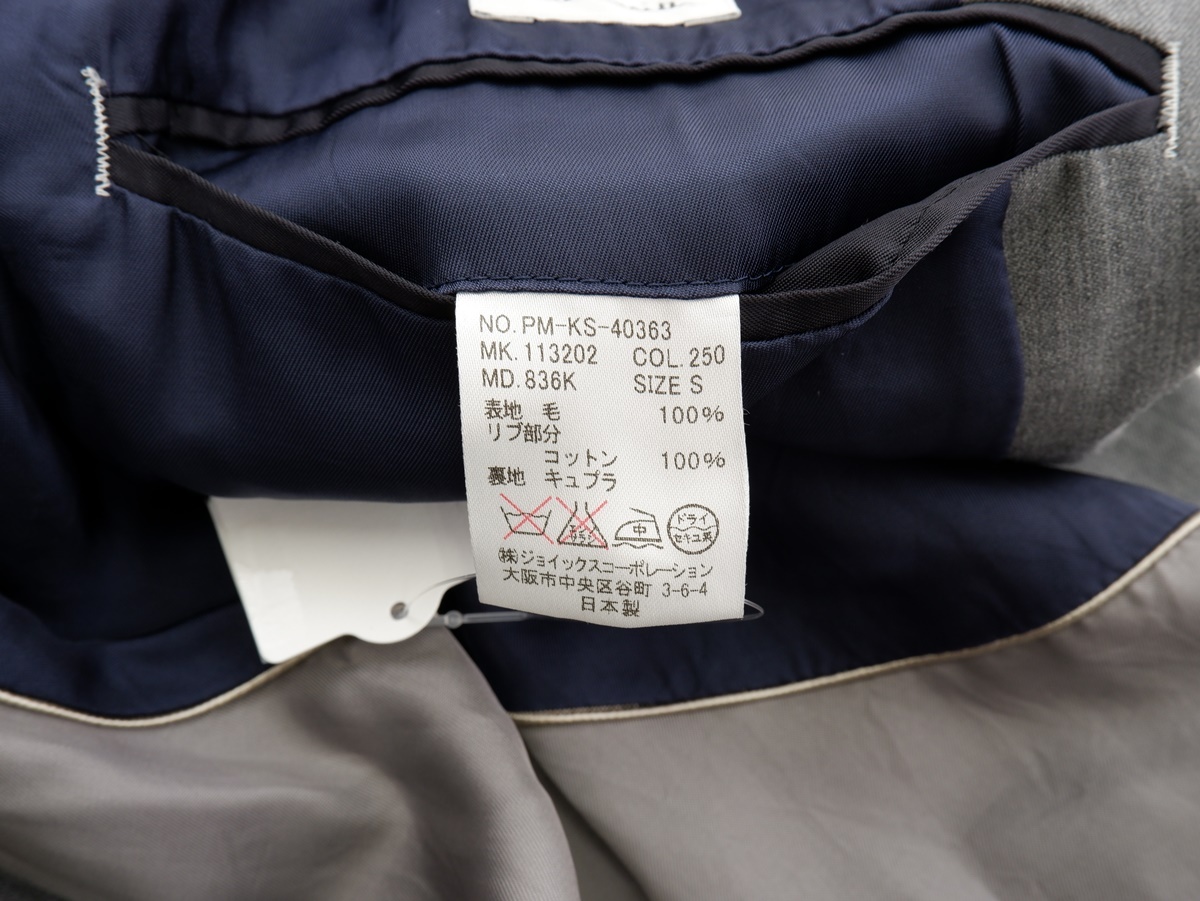 NO.PM-KS-40363
MK.113202 COL.250
MD.836K SIZE S
表地 毛 100%
リブ部分
コットン 100%
裏地 キュプラ
中
ドライ
セキユ系
㈱ジョイックスコーポレーション
大阪市中央区谷町 3-6-4
日本製